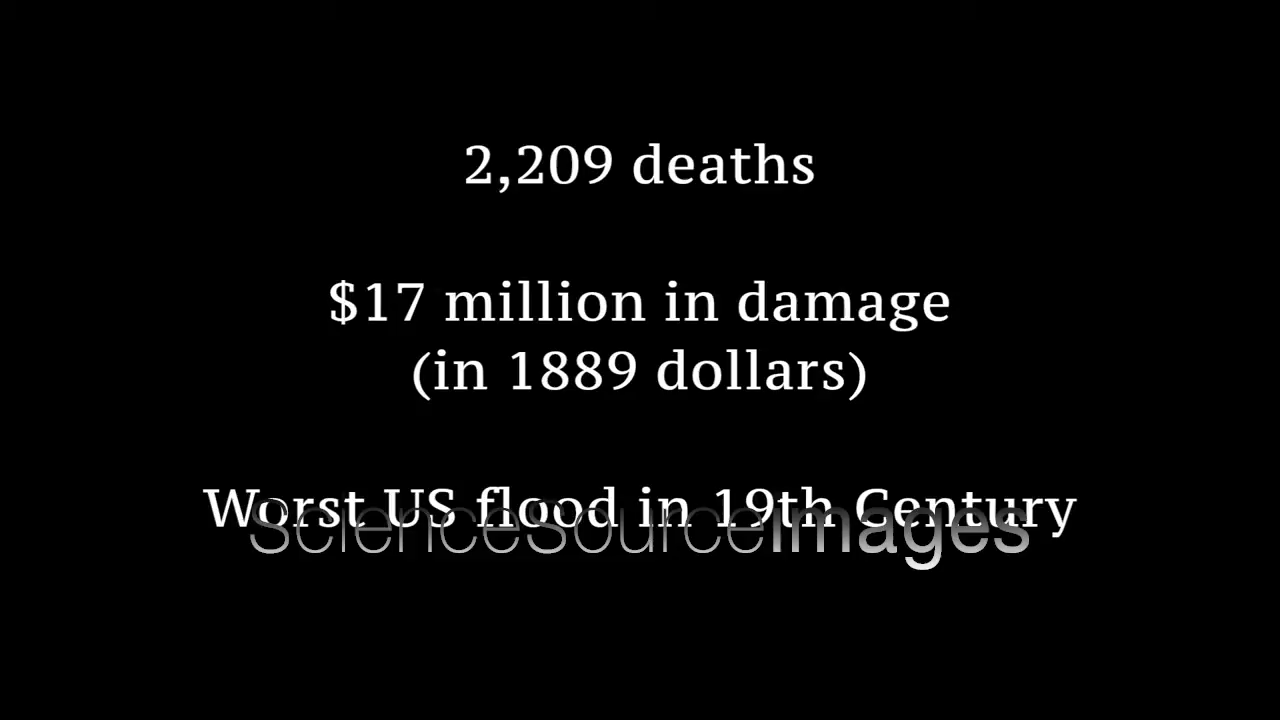 2,209 deaths
$17 million in damage
(in 1889 dollars)
Worst US flood in 19th Century
ScienceSourceImages